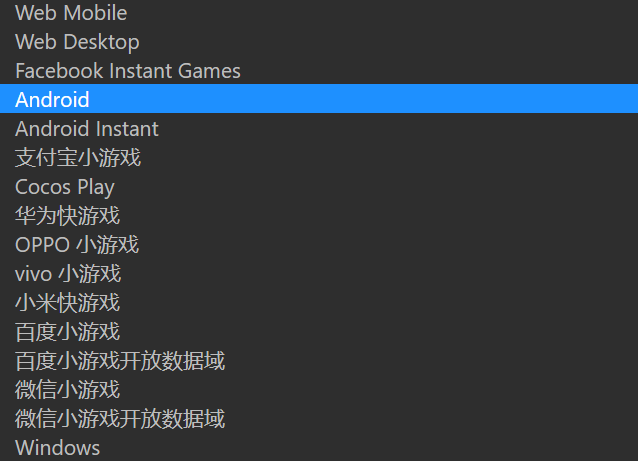 Web Mobile
Web Desktop
Facebook Instant Games
Android
Android Instant
支付宝小游戏
Cocos Play
华为快游戏
OPPO 小游戏
vivo 小游戏
小米快游戏
百度小游戏
百度小游戏开放数据域
微信小游戏
微信小游戏开放数据域
Windows